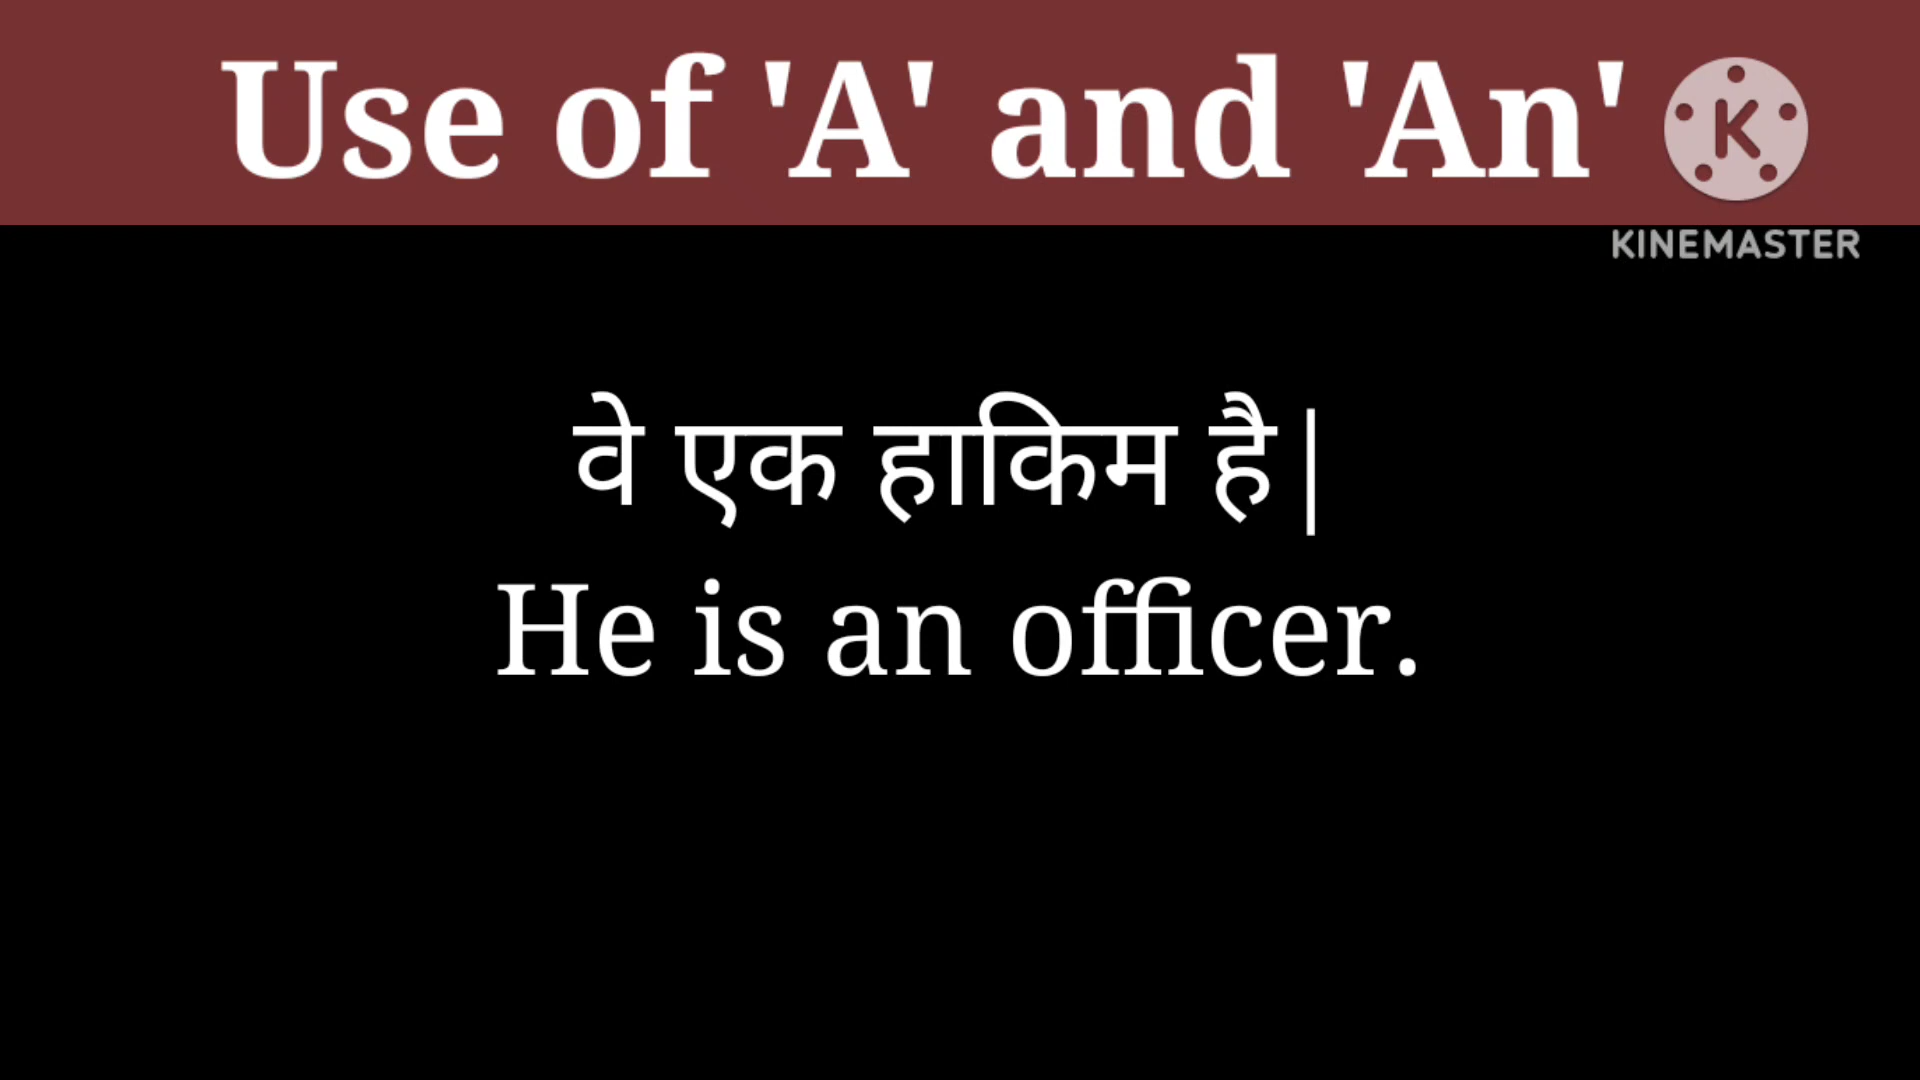 Use of 'A' and 'An'
K
KINEMASTER
वे एक हाकिम है|
He is an officer.